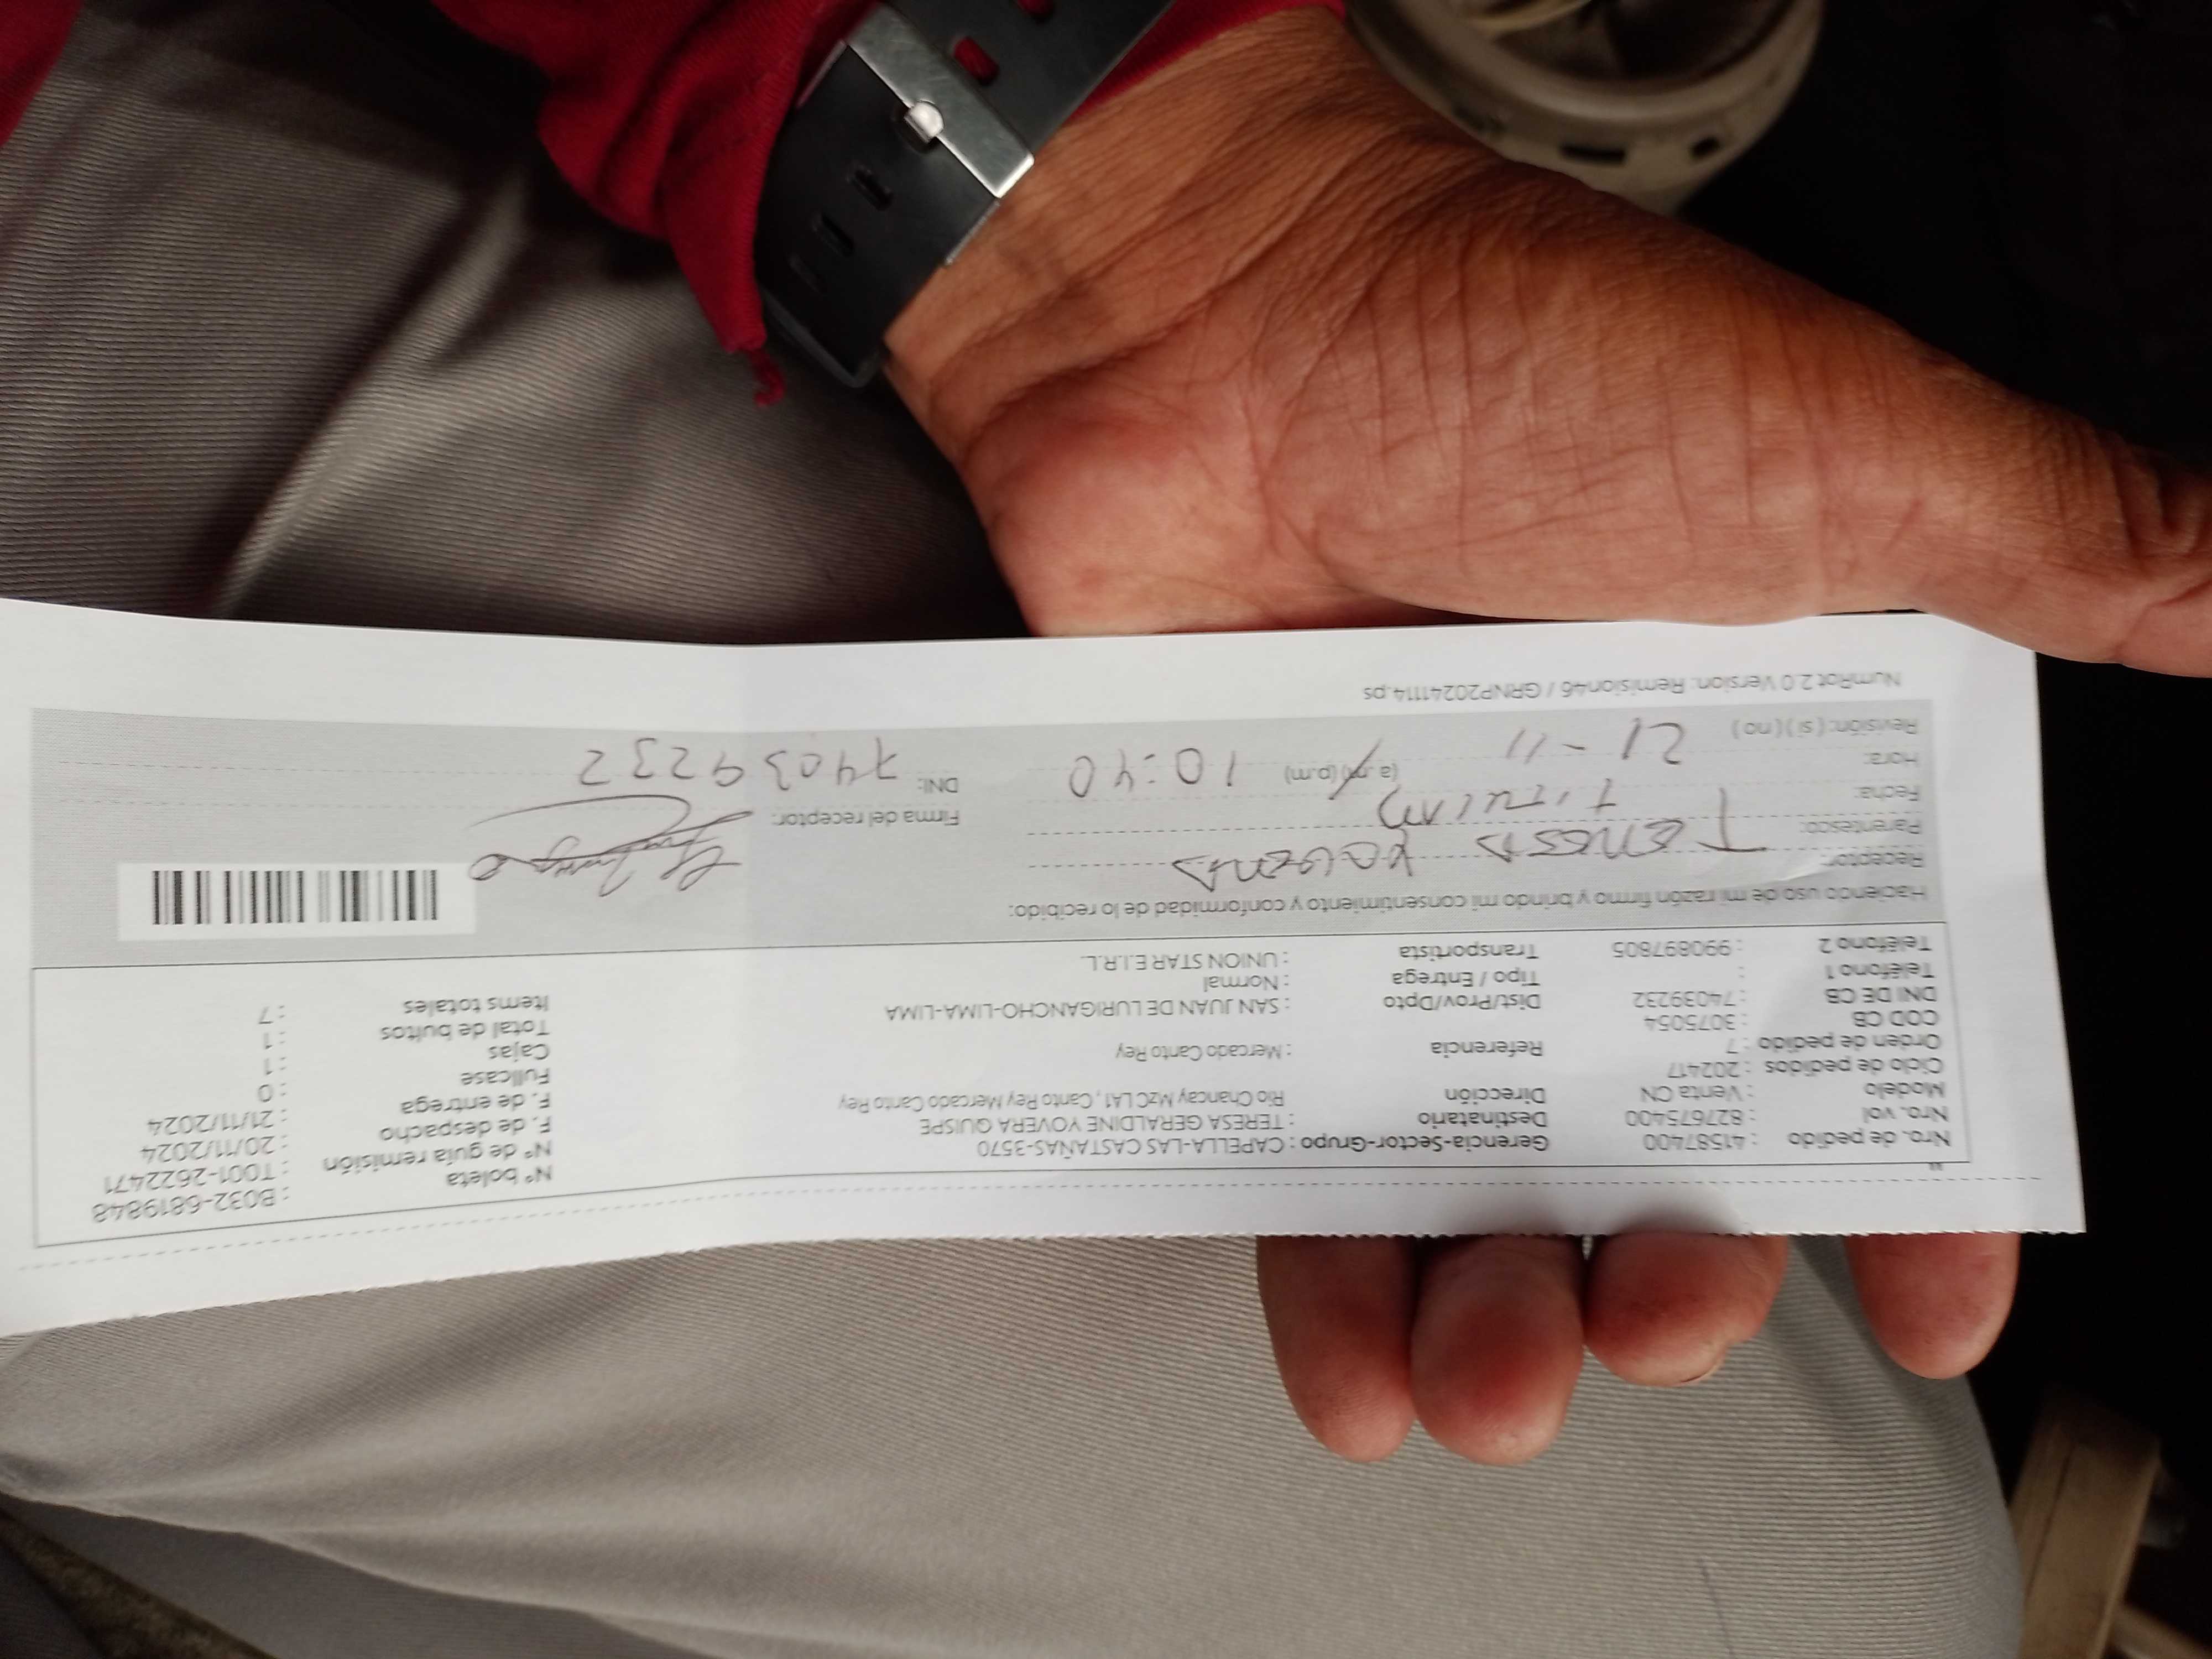 Nro. de pedido : 41587400 Gerencia-Sector-Grupo : CAPELLA-LAS CASTAÑAS-3570 N° boleta : B032-6819848
Nro. vol : 827675400 Destinatario : TERESA GERALDINE YOVERA QUISPE N° de guía remisión : T001-2622471
Modelo : Venta CN Dirección Rio Chancay MzC L A1, Canto Rey Mercado Canto Rey F. de despacho : 20/11/2024
Ciclo de pedidos : 202417 F. de entrega : 21/11/2024
Orden de pedido : 7 Referencia : Mercado Canto Rey Fullcase : 0
COD CB : 3075054 Cajas : 1
DNI DE CB : 74039232 Dist/Prov/Dpto : SAN JUAN DE LURIGANCHO-LIMA-LIMA Total de bultos : 1
Teléfono 1 : Tipo / Entrega : Normal Items totales : 7
Teléfono 2 : 990897805 Transportista : UNION STAR E.I.R.L.
Haciendo uso de mi razón firmo y brindo mi consentimiento y conformidad de lo recibido:
Receptor: Teresa Yovera
Parentesco: Titular Firma del receptor:
Fecha: DNI: 74039232
Hora: (a.m) (p.m) 10:40
Revisión: ( si ) ( no ) 21-11
NumRot 2.0 Version: Remision46 / GRNP20241114.ps